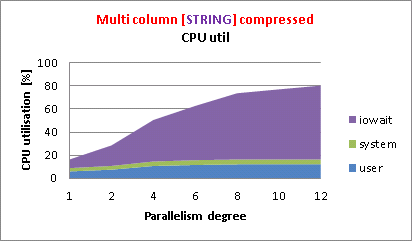 Multi column [STRING] compressed
CPU util
CPU utilisation [%]
100
80
60
40
20
0
1 2 4 6 8 10 12
Parallelism degree
iowait
system
user